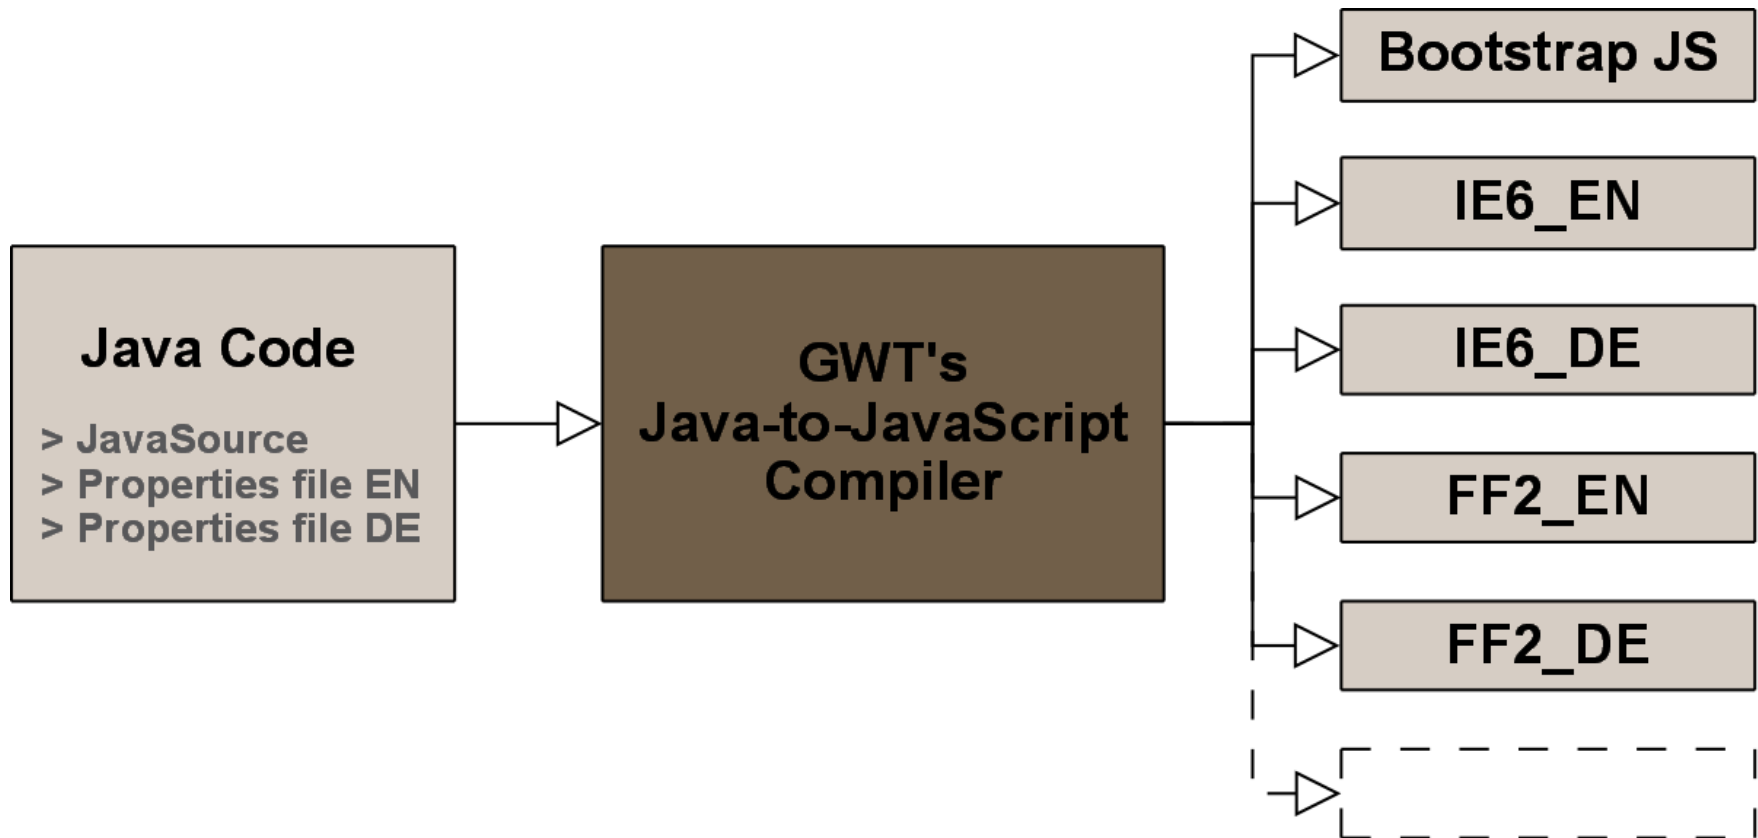 Java Code
> JavaSource
> Properties file EN
> Properties file DE
GWT's
Java-to-JavaScript
Compiler
Bootstrap JS
IE6_EN
IE6_DE
FF2_EN
FF2_DE